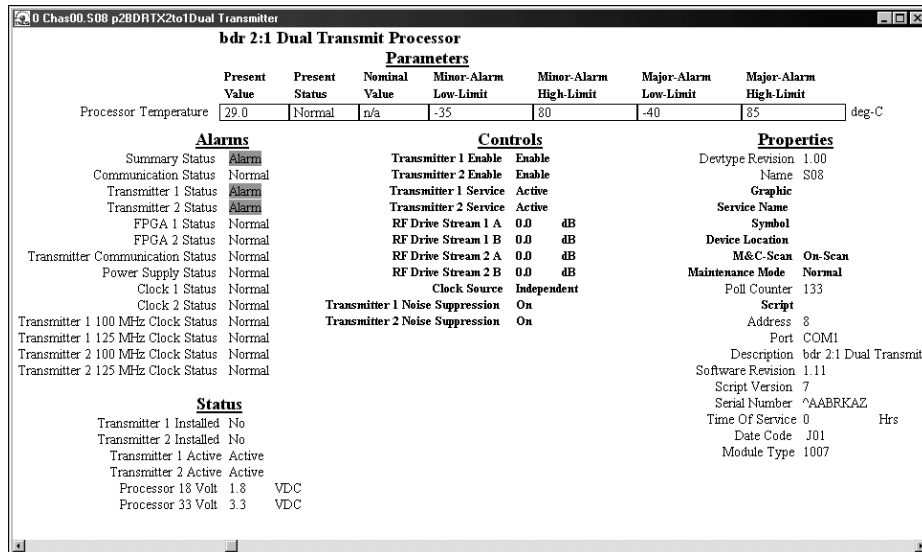 0 Chas00.S08 p2BDRTX2to1Dual Transmitter
bdr 2:1 Dual Transmit Processor
Parameters
Present Present Nominal Minor-Alarm Minor-Alarm Major-Alarm Major-Alarm
Value Status Value Low-Limit High-Limit Low-Limit High-Limit
Processor Temperature 29.0 Normal n/a -35 80 -40 85 deg-C
Alarms
Summary Status Alarm
Communication Status Normal
Transmitter 1 Status Alarm
Transmitter 2 Status Alarm
FPGA 1 Status Normal
FPGA 2 Status Normal
Transmitter Communication Status Normal
Power Supply Status Normal
Clock 1 Status Normal
Clock 2 Status Normal
Transmitter 1 100 MHz Clock Status Normal
Transmitter 1 125 MHz Clock Status Normal
Transmitter 2 100 MHz Clock Status Normal
Transmitter 2 125 MHz Clock Status Normal
Status
Transmitter 1 Installed No
Transmitter 2 Installed No
Transmitter 1 Active Active
Transmitter 2 Active Active
Processor 18 Volt 1.8 VDC
Processor 33 Volt 3.3 VDC
Controls
Transmitter 1 Enable Enable
Transmitter 2 Enable Enable
Transmitter 1 Service Active
Transmitter 2 Service Active
RF Drive Stream 1 A 0.0 dB
RF Drive Stream 1 B 0.0 dB
RF Drive Stream 2 A 0.0 dB
RF Drive Stream 2 B 0.0 dB
Clock Source Independent
Transmitter 1 Noise Suppression On
Transmitter 2 Noise Suppression On
Properties
Devtype Revision 1.00
Name S08
Graphic
Service Name
Symbol
Device Location
M&C-Scan On-Scan
Maintenance Mode Normal
Poll Counter 133
Script
Address 8
Port COM1
Description bdr 2:1 Dual Transmit
Software Revision 1.11
Script Version 7
Serial Number ^AABRKAZ
Time Of Service 0 Hrs
Date Code J01
Module Type 1007